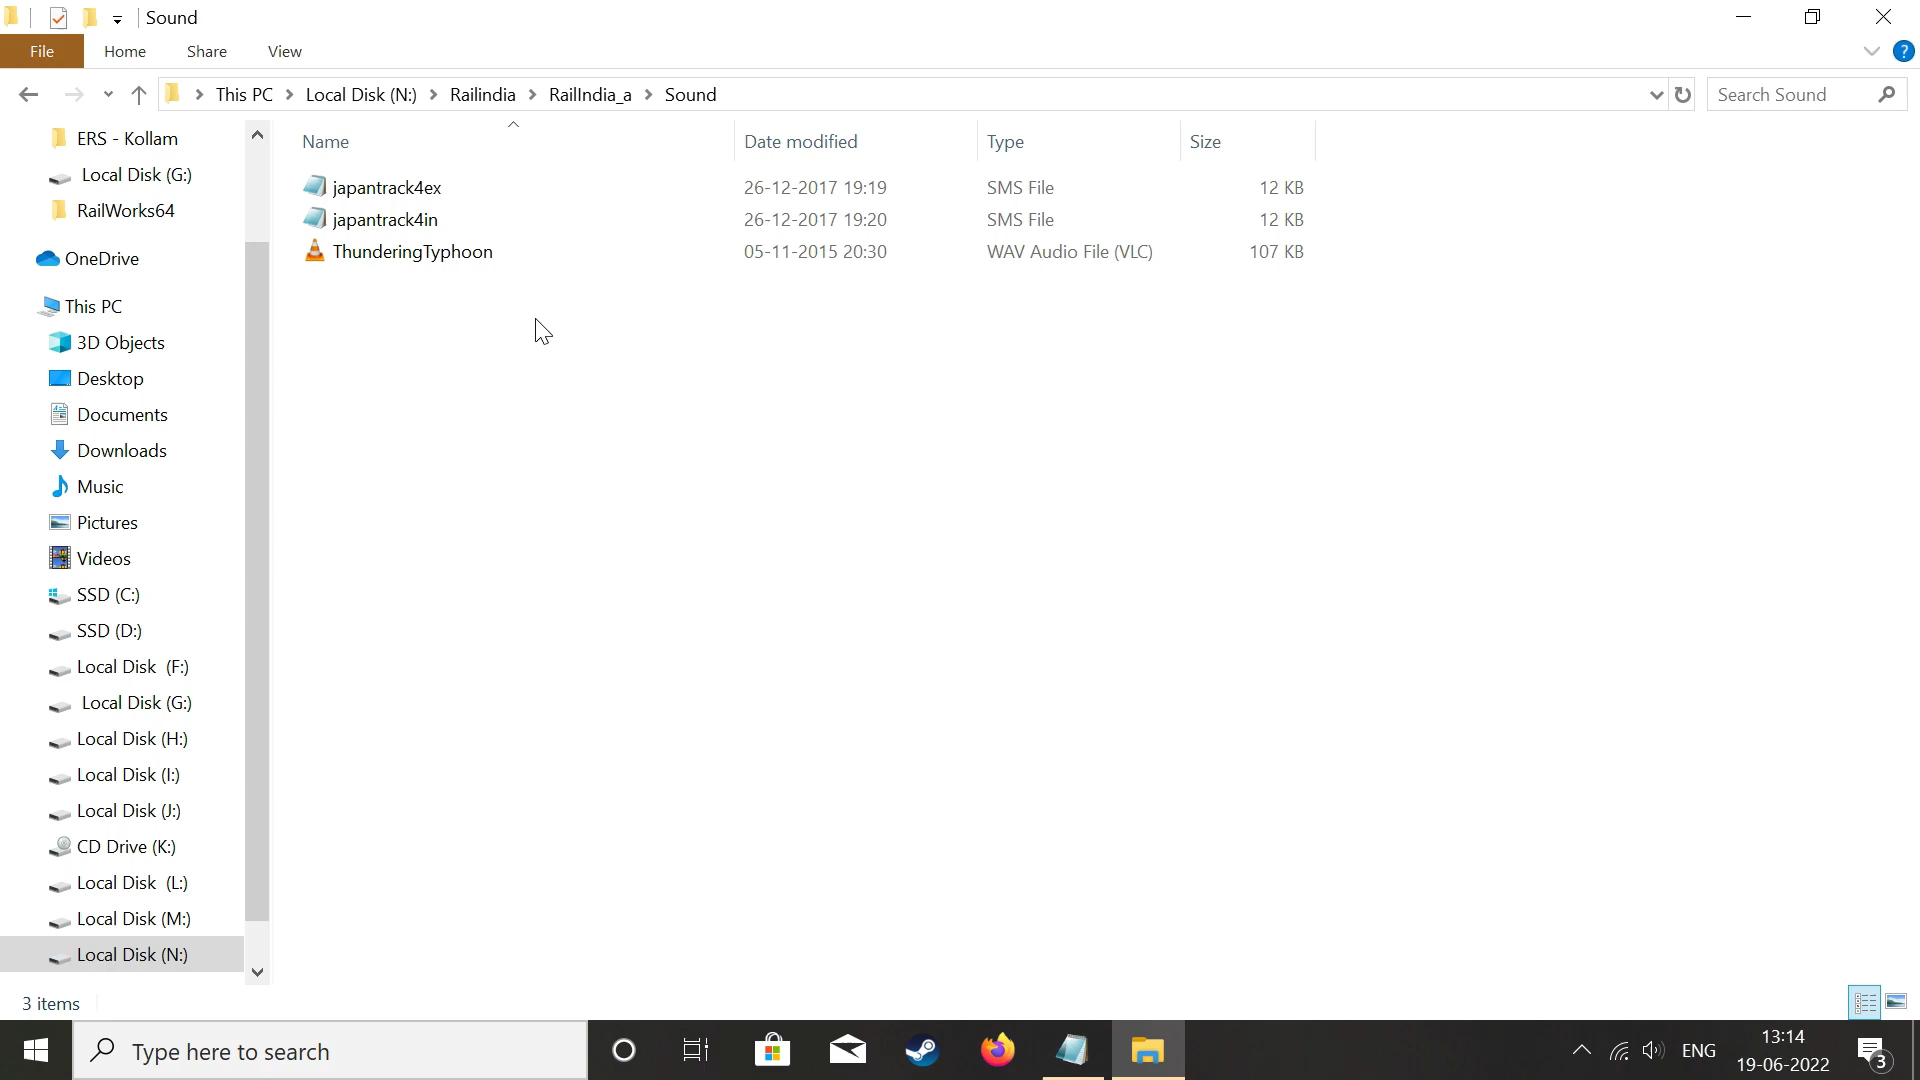 Sound
File Home Share View
This PC Local Disk (N:) Railindia RailIndia_a Sound Search Sound
Name Date modified Type Size
japantrack4ex 26-12-2017 19:19 SMS File 12 KB
japantrack4in 26-12-2017 19:20 SMS File 12 KB
ThunderingTyphoon 05-11-2015 20:30 WAV Audio File (VLC) 107 KB
ERS - Kollam
Local Disk (G:)
RailWorks64
OneDrive
This PC
3D Objects
Desktop
Documents
Downloads
Music
Pictures
Videos
SSD (C:)
SSD (D:)
Local Disk (F:)
Local Disk (G:)
Local Disk (H:)
Local Disk (I:)
Local Disk (J:)
CD Drive (K:)
Local Disk (L:)
Local Disk (M:)
Local Disk (N:)
3 items
Type here to search
ENG
13:14
19-06-2022
3